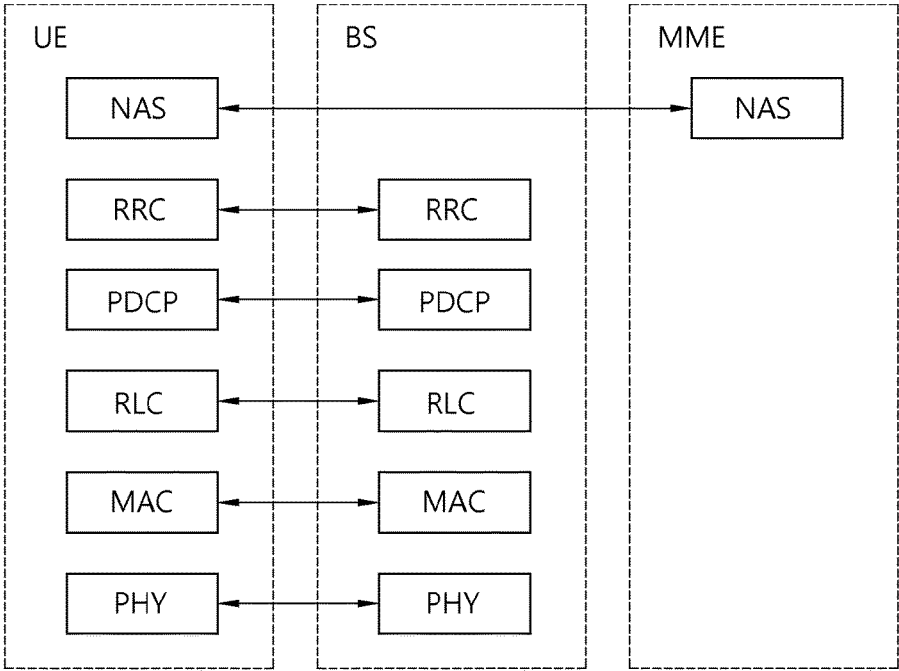 UE BS MME
NAS NAS
RRC RRC
PDCP PDCP
RLC RLC
MAC MAC
PHY PHY